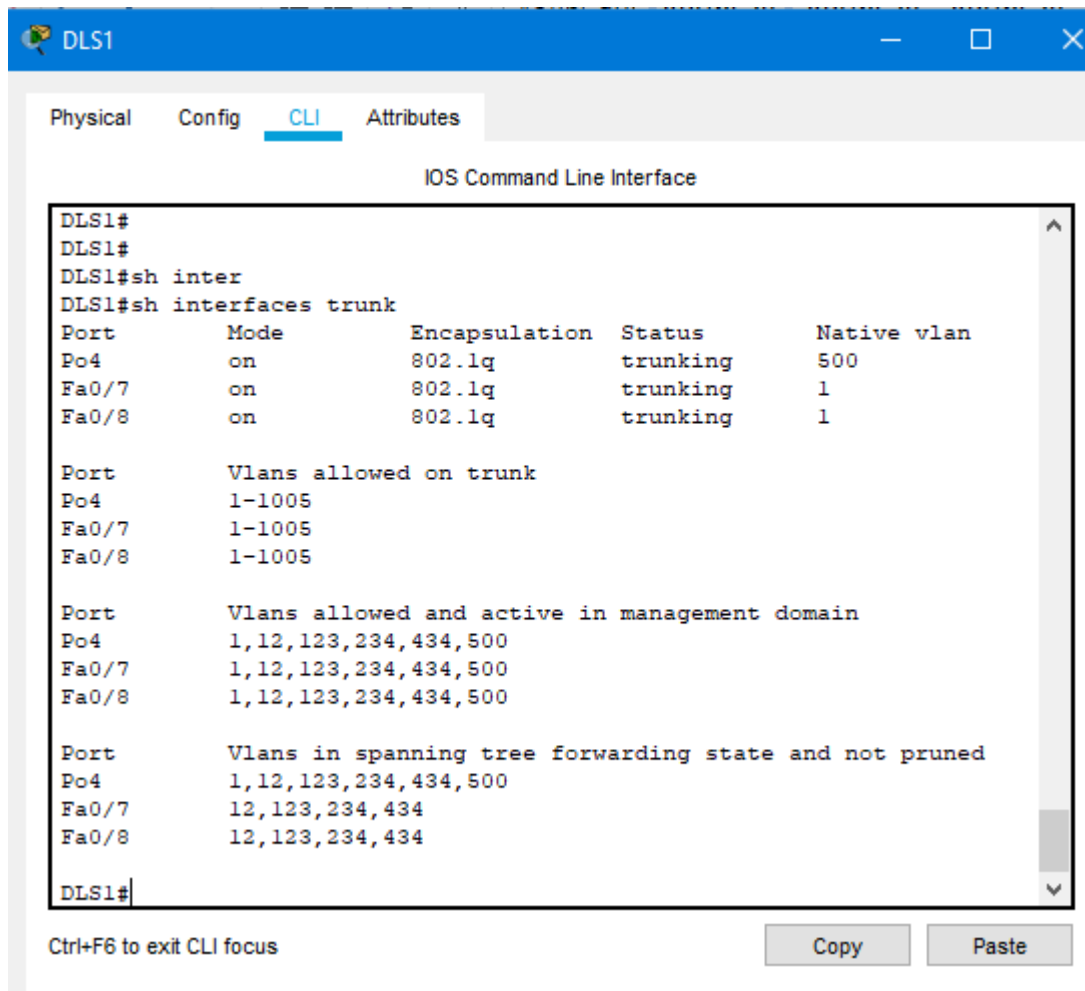 DLS1
Physical Config CLI Attributes
IOS Command Line Interface
DLS1#
DLS1#
DLS1#sh inter
DLS1#sh interfaces trunk
Port Mode Encapsulation Status Native vlan
Po4 on 802.1q trunking 500
Fa0/7 on 802.1q trunking 1
Fa0/8 on 802.1q trunking 1
Port Vlans allowed on trunk
Po4 1-1005
Fa0/7 1-1005
Fa0/8 1-1005
Port Vlans allowed and active in management domain
Po4 1,12,123,234,434,500
Fa0/7 1,12,123,234,434,500
Fa0/8 1,12,123,234,434,500
Port Vlans in spanning tree forwarding state and not pruned
Po4 1,12,123,234,434,500
Fa0/7 12,123,234,434
Fa0/8 12,123,234,434
DLS1#
Ctrl+F6 to exit CLI focus
Copy Paste